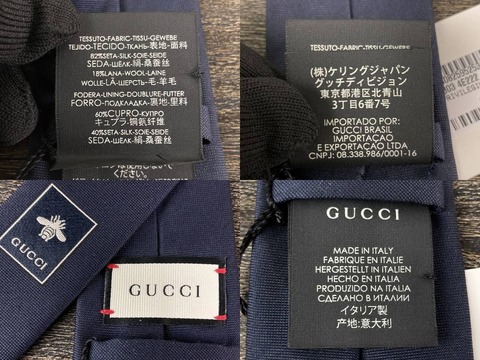 TESSUTO-FABRIC-TISSU-GEWEBE
TEJIDO-TECIDO-ТКАНЬ-表地-面料
82%SETA-SILK-SOIE-SEIDE
SEDA-ШЕЛК-絹-桑蚕丝
18%LANA-WOOL-LAINE
WOLLE-LÃ-ШЕРСТЬ-毛-羊毛
FODERA-LINING-DOUBLURE-FUTTER
FORRO-ПОДКЛАДКА-裏地-里料
60%CUPRO-КУПРО
キュプラ-铜氨纤维
40%SETA-SILK-SOIE-SEIDE
SEDA-ШЕЛК-絹-桑蚕丝
ください。
TESSUTO-FABRIC-TISSU-GEWEBE
(株)ケリングジャパン
グッチディビジョン
東京都港区北青山
3丁目6番7号
IMPORTADO POR:
GUCCI BRASIL
IMPORTAÇAO
E EXPORTAÇAO LTDA
CNPJ: 08.338.986/0001-16
GUCCI
GUCCI
GUCCI
MADE IN ITALY
FABRIQUE EN ITALIE
HERGESTELLT IN ITALIEN
HECHO EN ITALIA
PRODUZIDO NA ITALIA
СДЕЛАНО В ИТАЛИИ
イタリア製
产地:意大利